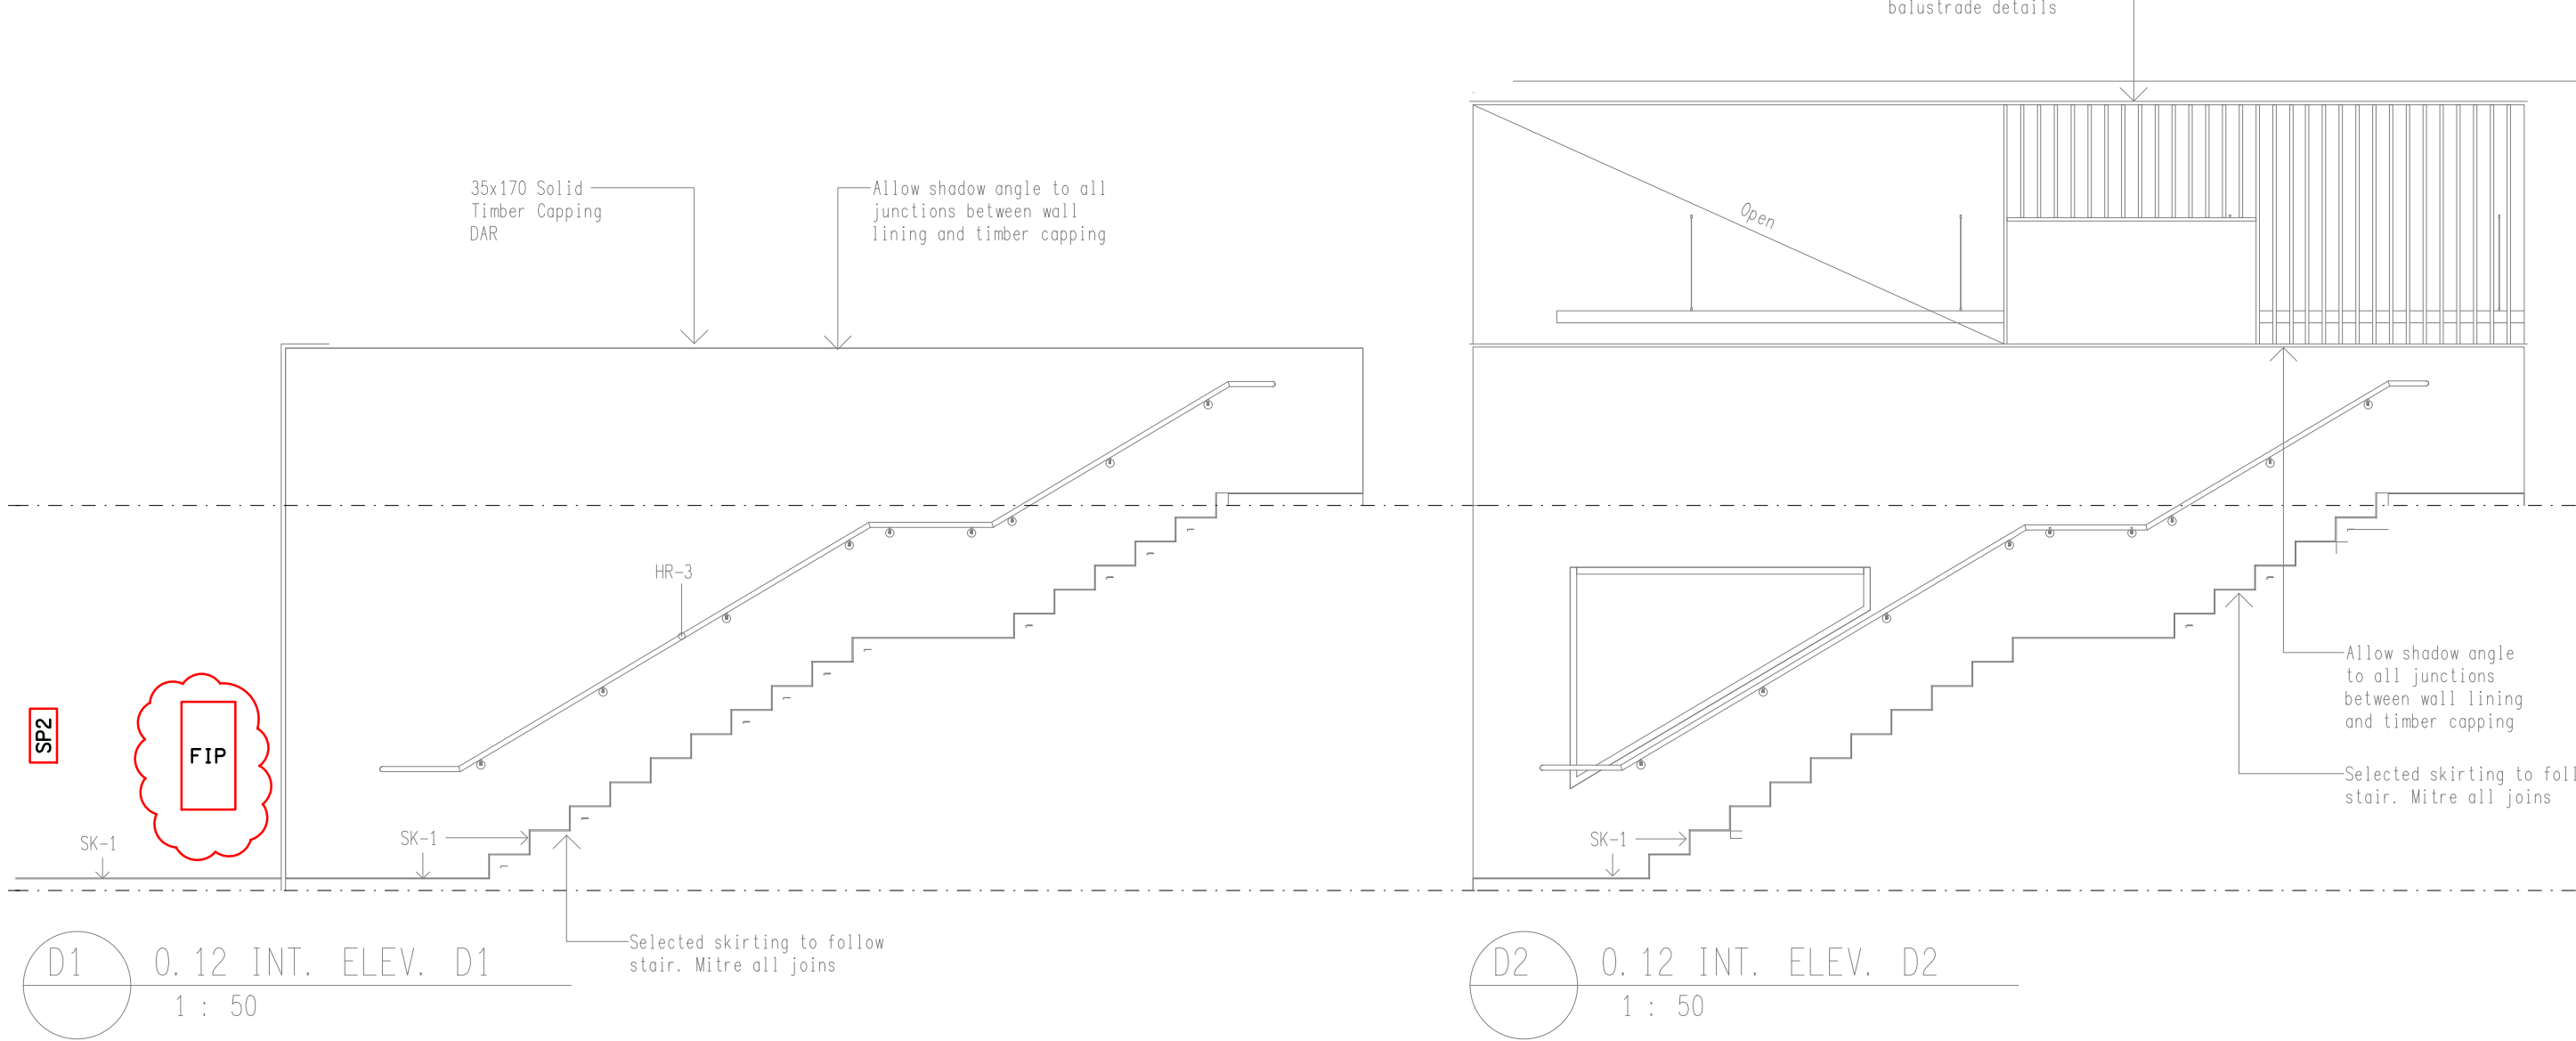 balustrade details
35x170 Solid
Timber Capping
DAR
Allow shadow angle to all
junctions between wall
lining and timber capping
Open
HR-3
SP2
FIP
SK-1
SK-1
Selected skirting to follow
stair. Mitre all joins
SK-1
Allow shadow angle
to all junctions
between wall lining
and timber capping
Selected skirting to foll
stair. Mitre all joins
D1
0.12 INT. ELEV. D1
1 : 50
D2
0.12 INT. ELEV. D2
1 : 50